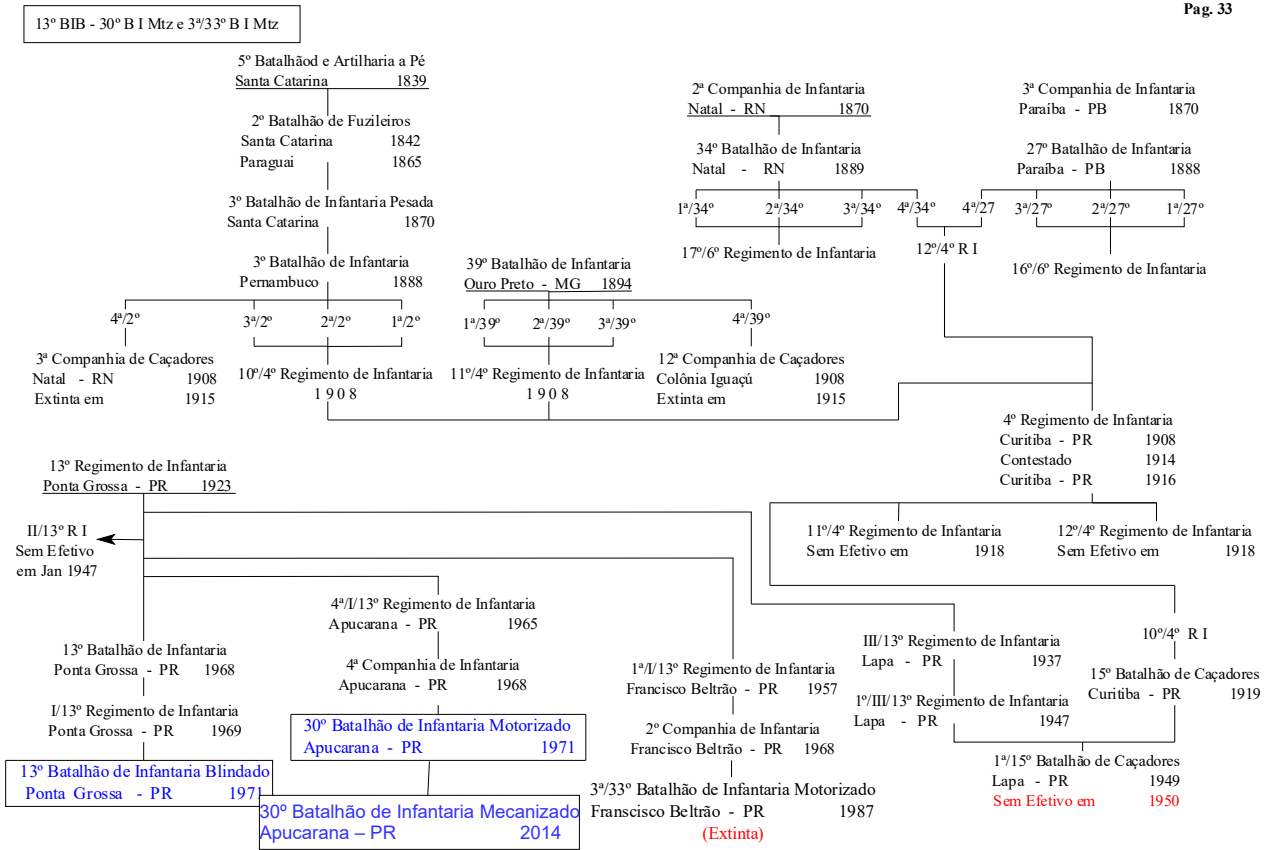 Pag. 33
13º BIB - 30º B I Mtz e 3ª/33º B I Mtz
5º Batalhãod e Artilharia a Pé
Santa Catarina 1839
2º Batalhão de Fuzileiros
Santa Catarina 1842
Paraguai 1865
3º Batalhão de Infantaria Pesada
Santa Catarina 1870
3º Batalhão de Infantaria
Pernambuco 1888
4ª/2º 3ª/2º 2ª/2º 1ª/2º
3ª Companhia de Caçadores
Natal - RN 1908
Extinta em 1915
10º/4º Regimento de Infantaria
1 9 0 8
39º Batalhão de Infantaria
Ouro Preto - MG 1894
1ª/39º 2ª/39º 3ª/39º 4ª/39º
11º/4º Regimento de Infantaria
1 9 0 8
12ª Companhia de Caçadores
Colônia Iguaçú 1908
Extinta em 1915
2ª Companhia de Infantaria
Natal - RN 1870
34º Batalhão de Infantaria
Natal - RN 1889
1ª/34º 2ª/34º 3ª/34º 4ª/34º
17º/6º Regimento de Infantaria
3ª Companhia de Infantaria
Paraíba - PB 1870
27º Batalhão de Infantaria
Paraíba - PB 1888
4ª/27 3ª/27º 2ª/27º 1ª/27º
12º/4º R I
16º/6º Regimento de Infantaria
4º Regimento de Infantaria
Curitiba - PR 1908
Contestado 1914
Curitiba - PR 1916
11º/4º Regimento de Infantaria
Sem Efetivo em 1918
12º/4º Regimento de Infantaria
Sem Efetivo em 1918
13º Regimento de Infantaria
Ponta Grossa - PR 1923
II/13º R I
Sem Efetivo
em Jan 1947
13º Batalhão de Infantaria
Ponta Grossa - PR 1968
I/13º Regimento de Infantaria
Ponta Grossa - PR 1969
13º Batalhão de Infantaria Blindado
Ponta Grossa - PR 1971
4ª/I/13º Regimento de Infantaria
Apucarana - PR 1965
4ª Companhia de Infantaria
Apucarana - PR 1968
30º Batalhão de Infantaria Motorizado
Apucarana - PR 1971
30º Batalhão de Infantaria Mecanizado
Apucarana – PR 2014
1ª/I/13º Regimento de Infantaria
Francisco Beltrão - PR 1957
2º Companhia de Infantaria
Francisco Beltrão - PR 1968
3ª/33º Batalhão de Infantaria Motorizado
Franscisco Beltrão - PR 1987
(Extinta)
III/13º Regimento de Infantaria
Lapa - PR 1937
1º/III/13º Regimento de Infantaria
Lapa - PR 1947
10º/4º R I
15º Batalhão de Caçadores
Curitiba - PR 1919
1ª/15º Batalhão de Caçadores
Lapa - PR 1949
Sem Efetivo em 1950